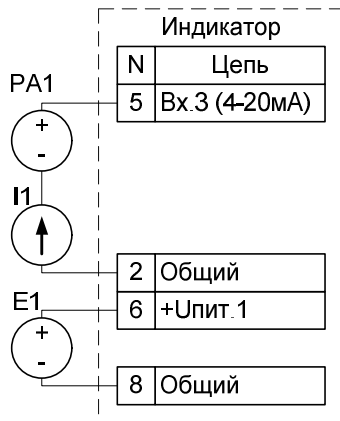 Индикатор
N Цепь
PA1
5 Вх.3 (4-20мА)
+
-
I1
2 Общий
E1
6 +Uпит.1
+
-
8 Общий